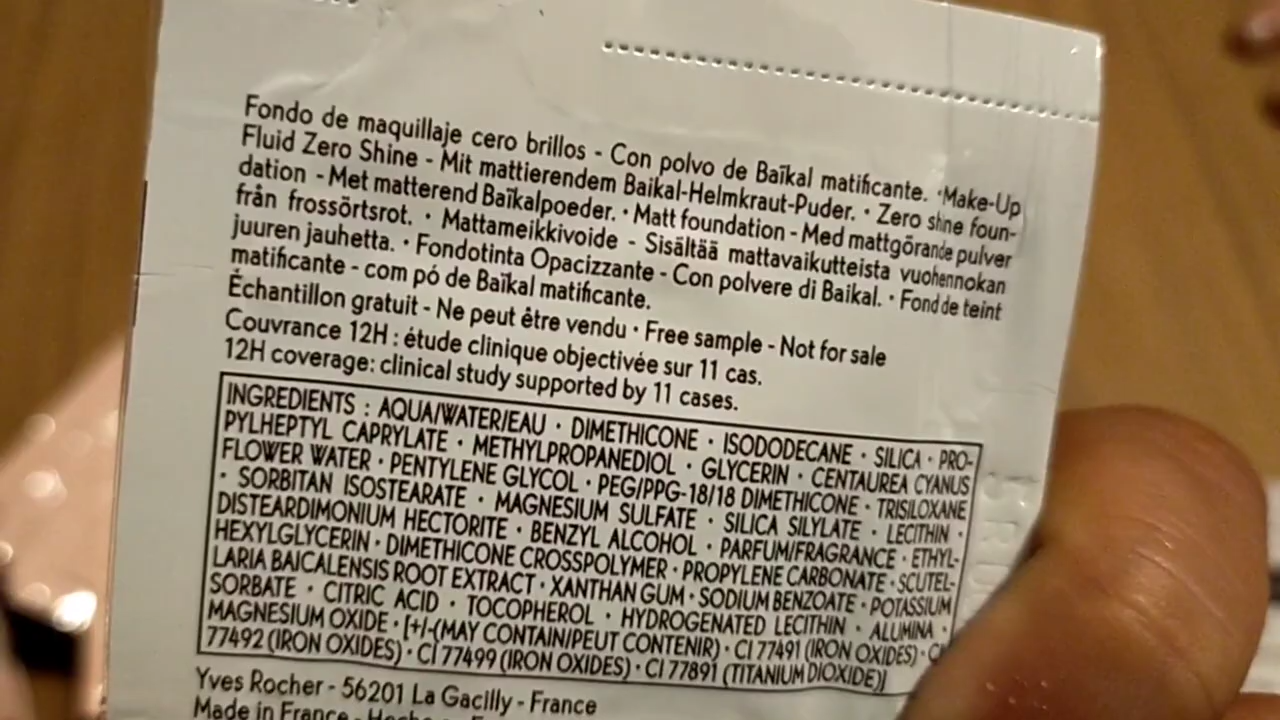 Fondo de maquillaje cero brillos - Con polvo de Baïkal matificante. •Make-Up
Fluid Zero Shine - Mit mattierendem Baikal-Helmkraut-Puder. • Zero shine foun-
dation - Met matterend Baïkalpoeder. • Matt foundation - Med mattgörande pulver
från frossörtsrot. • Mattameikkivoide - Sisältää mattavaikutteista vuohennokan
juuren jauhetta. • Fondotinta Opacizzante - Con polvere di Baikal. • Fond de teint
matificante - com pó de Baïkal matificante.
Échantillon gratuit - Ne peut être vendu • Free sample - Not for sale
Couvrance 12H : étude clinique objectivée sur 11 cas.
12H coverage: clinical study supported by 11 cases.
INGREDIENTS : AQUA/WATER/EAU • DIMETHICONE • ISODODECANE • SILICA • PRO-
PYLHEPTYL CAPRYLATE • METHYLPROPANEDIOL • GLYCERIN • CENTAUREA CYANUS
FLOWER WATER • PENTYLENE GLYCOL • PEG/PPG-18/18 DIMETHICONE • TRISILOXANE
• SORBITAN ISOSTEARATE • MAGNESIUM SULFATE • SILICA SILYLATE • LECITHIN •
DISTEARDIMONIUM HECTORITE • BENZYL ALCOHOL • PARFUM/FRAGRANCE • ETHYL-
HEXYLGLYCERIN • DIMETHICONE CROSSPOLYMER • PROPYLENE CARBONATE • SCUTEL-
LARIA BAICALENSIS ROOT EXTRACT • XANTHAN GUM • SODIUM BENZOATE • POTASSIUM
SORBATE • CITRIC ACID • TOCOPHEROL • HYDROGENATED LECITHIN • ALUMINA •
MAGNESIUM OXIDE • [+/-(MAY CONTAIN/PEUT CONTENIR) • CI 77491 (IRON OXIDES) • CI
77492 (IRON OXIDES) • CI 77499 (IRON OXIDES) • CI 77891 (TITANIUM DIOXIDE)]
Yves Rocher - 56201 La Gacilly - France
Made in France